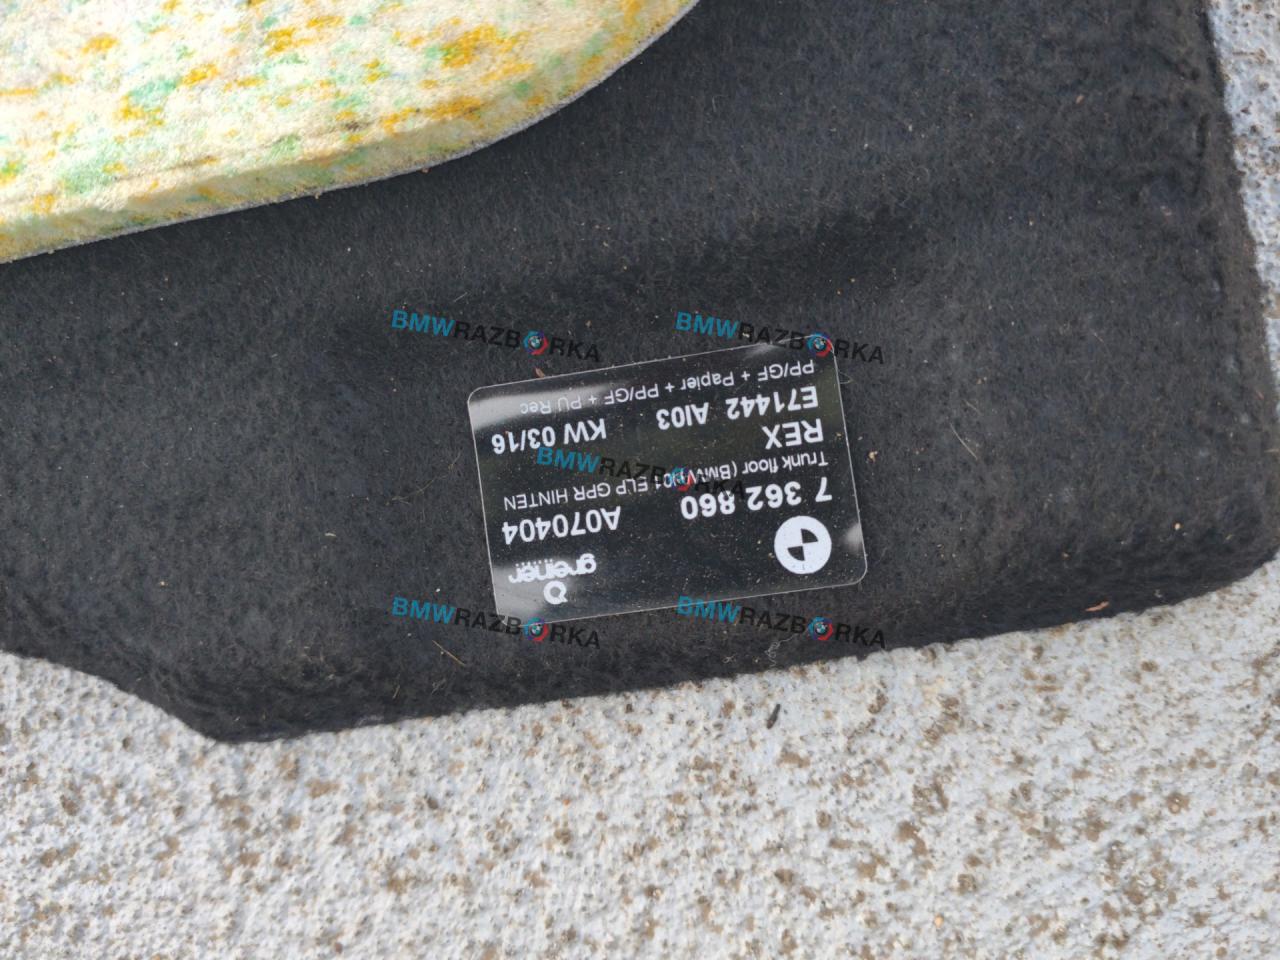 greiner
7 362 860 A070404
Trunk floor (BMW I01 ELP GPR HINTEN
REX
E71442 AI03 KW 03/16
PP/GF + Papier + PP/GF + PU Rec
BMWRAZBORKA
BMWRAZBORKA
BMWRAZBORKA
BMWRAZBORKA
BMWRAZBORKA